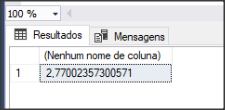 100 %
Resultados Mensagens
(Nenhum nome de coluna)
1 2,77002357300571